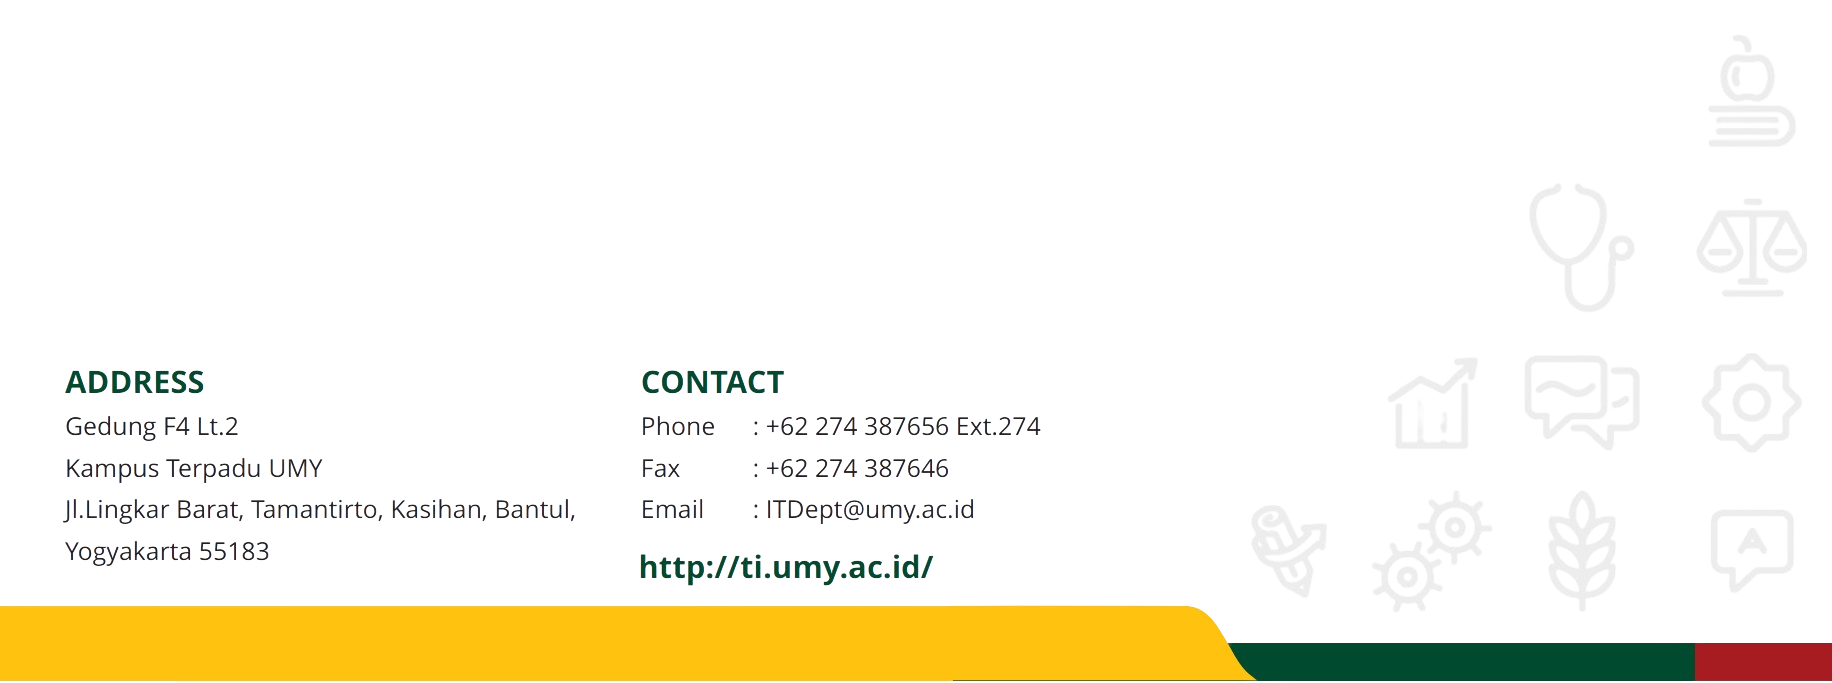 ADDRESS
Gedung F4 Lt.2
Kampus Terpadu UMY
Jl.Lingkar Barat, Tamantirto, Kasihan, Bantul,
Yogyakarta 55183
CONTACT
Phone : +62 274 387656 Ext.274
Fax : +62 274 387646
Email : ITDept@umy.ac.id
http://ti.umy.ac.id/
A